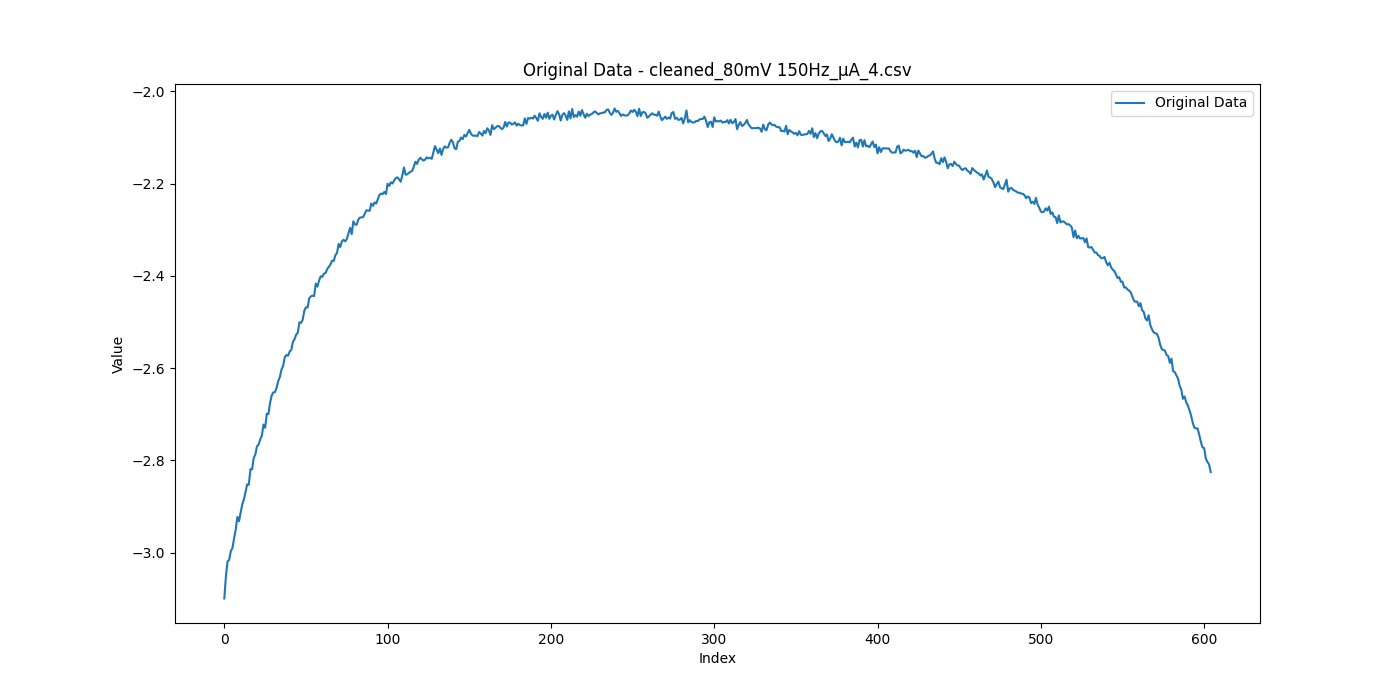 Original Data - cleaned_80mV 150Hz_µA_4.csv
Original Data
−2.0
−2.2
−2.4
−2.6
−2.8
−3.0
Value
0 100 200 300 400 500 600
Index